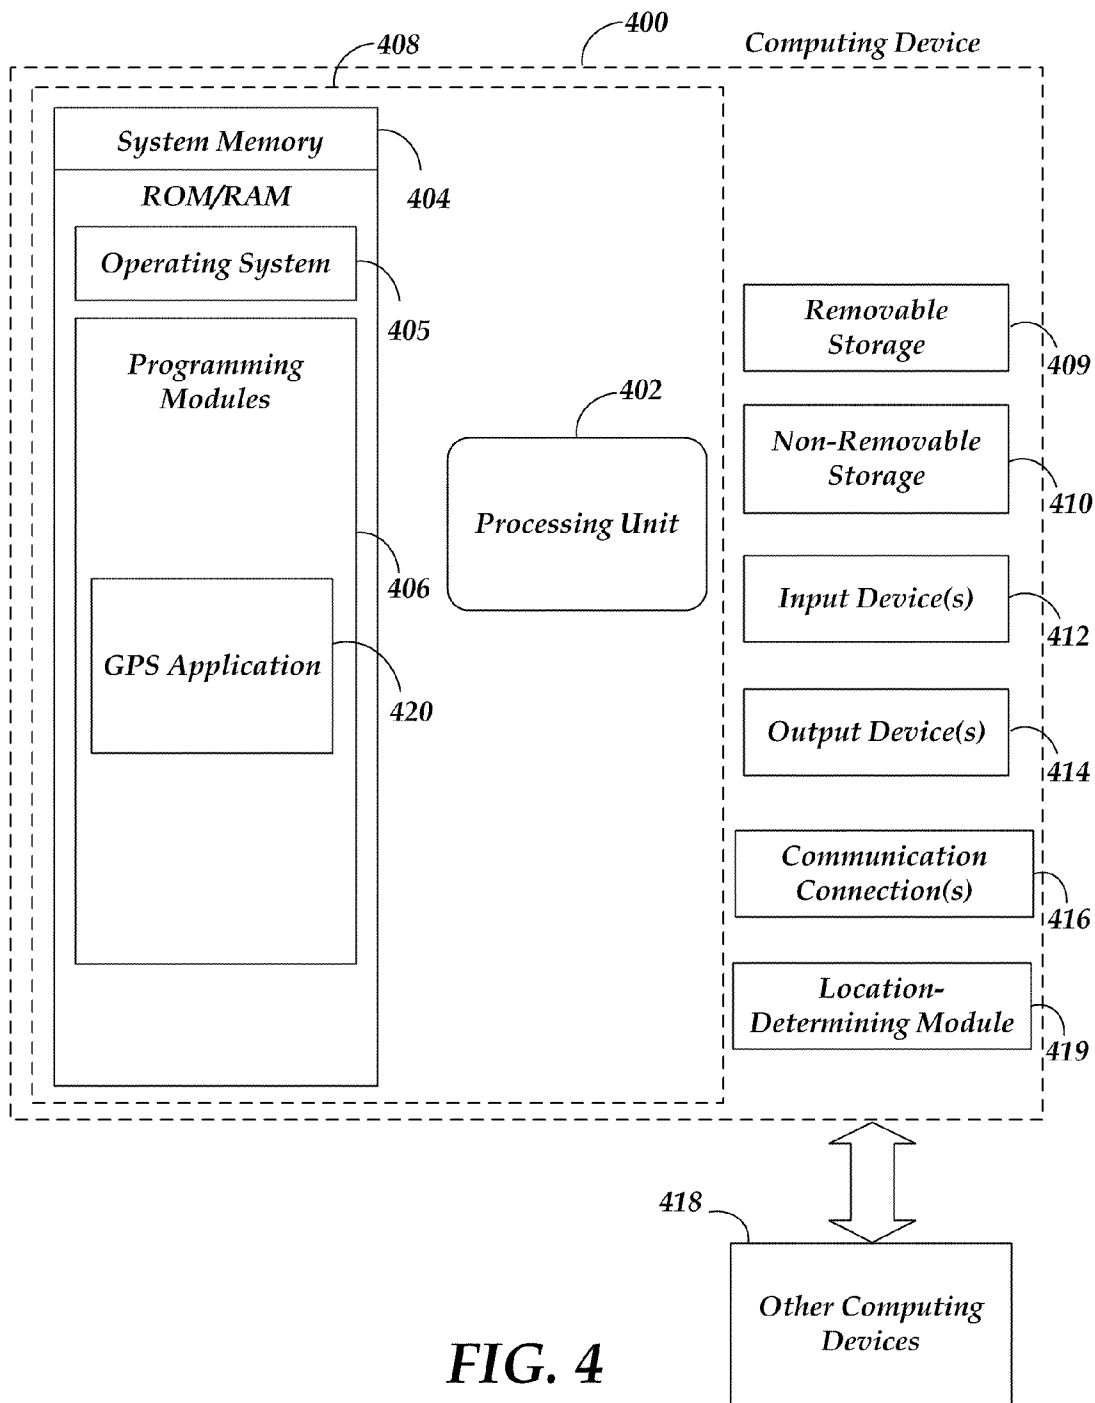 400
Computing Device
408
System Memory
404
ROM/RAM
Operating System
405
Programming
Modules
406
GPS Application
420
402
Processing Unit
Removable
Storage
409
Non-Removable
Storage
410
Input Device(s)
412
Output Device(s)
414
Communication
Connection(s)
416
Location-
Determining Module
419
418
Other Computing
Devices
FIG. 4